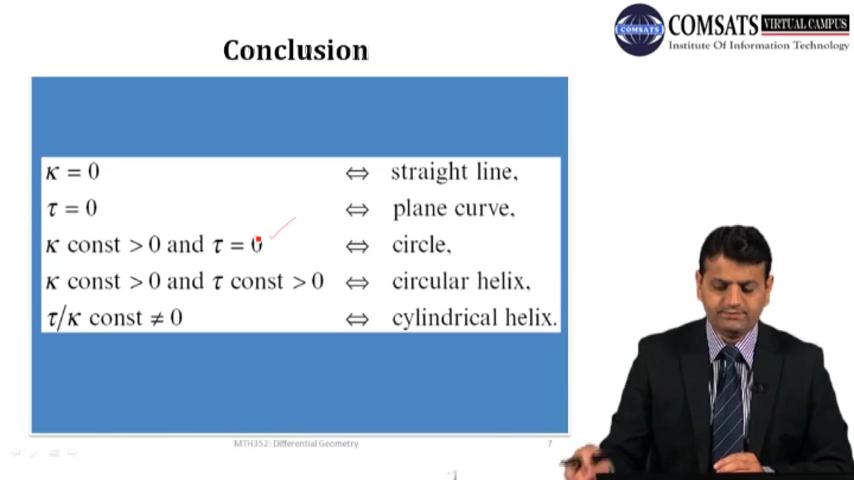 Conclusion
COMSATS
COMSATS VIRTUAL CAMPUS
Institute Of Information Technology
κ = 0 ⇔ straight line,
τ = 0 ⇔ plane curve,
κ const > 0 and τ = 0 ⇔ circle,
κ const > 0 and τ const > 0 ⇔ circular helix,
τ/κ const ≠ 0 ⇔ cylindrical helix.
MTH352: Differential Geometry 7